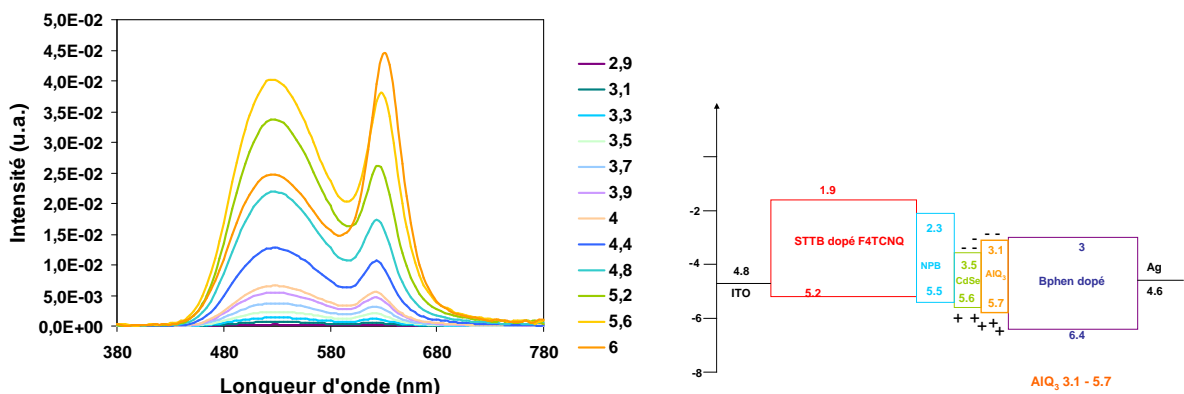 5,0E-02
4,5E-02
4,0E-02
3,5E-02
3,0E-02
2,5E-02
2,0E-02
1,5E-02
1,0E-02
5,0E-03
0,0E+00
Intensité (u.a.)
380
480
580
680
780
Longueur d'onde (nm)
2,9
3,1
3,3
3,5
3,7
3,9
4
4,4
4,8
5,2
5,6
6
-2
-4
-6
-8
4.8
ITO
1.9
STTB dopé F4TCNQ
5.2
2.3
NPB
5.5
3.5
CdSe
5.6
3.1
AlQ₃
5.7
3
Bphen dopé
6.4
Ag
4.6
AlQ₃ 3.1 - 5.7